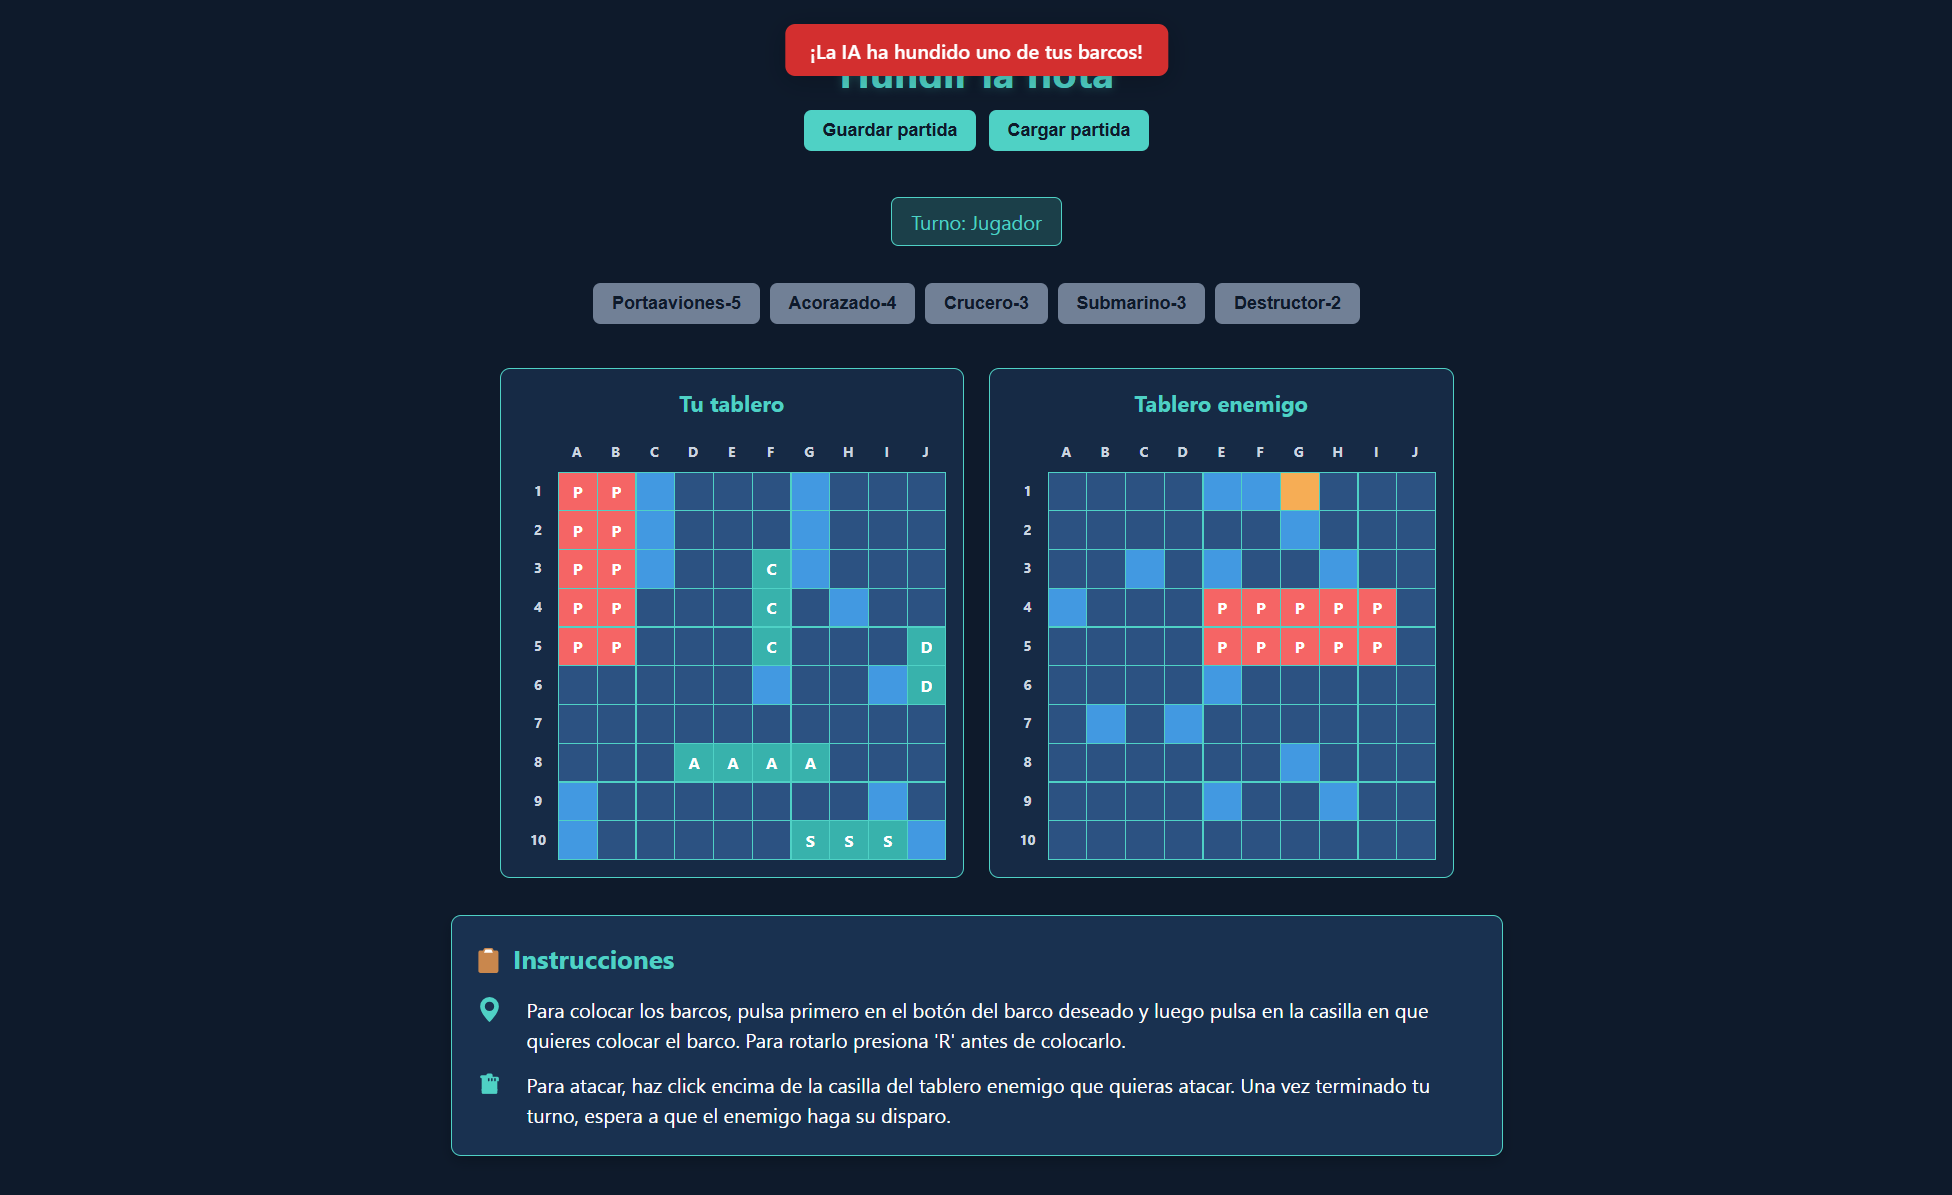 ¡La IA ha hundido uno de tus barcos!
Hundir la flota
Guardar partida Cargar partida
Turno: Jugador
Portaaviones-5 Acorazado-4 Crucero-3 Submarino-3 Destructor-2
Tu tablero
A B C D E F G H I J
1 P P
2 P P
3 P P C
4 P P C
5 P P C D
6 D
7
8 A A A A
9
10 S S S
Tablero enemigo
A B C D E F G H I J
1
2
3
4 P P P P P
5 P P P P P
6
7
8
9
10
Instrucciones
Para colocar los barcos, pulsa primero en el botón del barco deseado y luego pulsa en la casilla en que
quieres colocar el barco. Para rotarlo presiona 'R' antes de colocarlo.
Para atacar, haz click encima de la casilla del tablero enemigo que quieras atacar. Una vez terminado tu
turno, espera a que el enemigo haga su disparo.